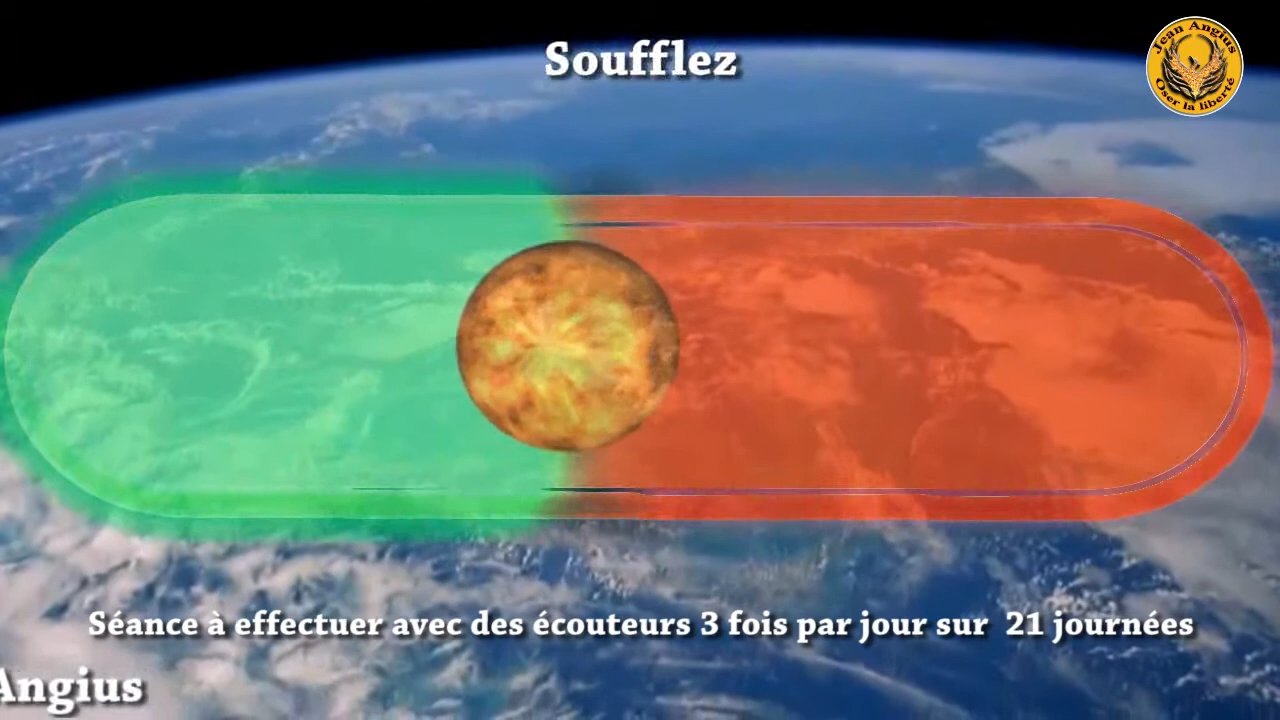 Soufflez
Jean Angius
Oser la liberté
Séance à effectuer avec des écouteurs 3 fois par jour sur 21 journées
Angius